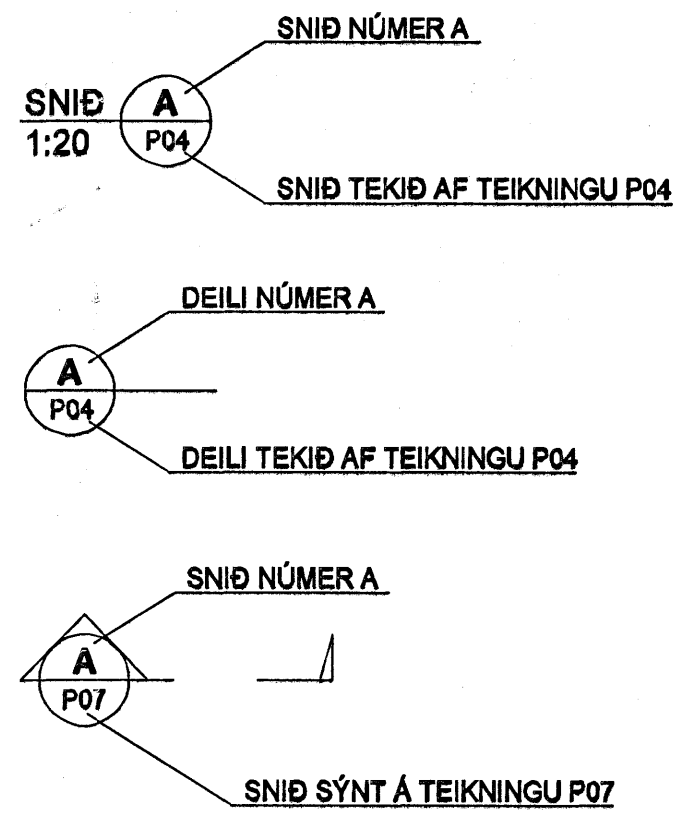 SNIÐ NÚMER A
SNIÐ
A
1:20
P04
SNIÐ TEKIÐ AF TEIKNINGU P04
DEILI NÚMER A
A
P04
DEILI TEKIÐ AF TEIKNINGU P04
SNIÐ NÚMER A
A
P07
SNIÐ SÝNT Á TEIKNINGU P07